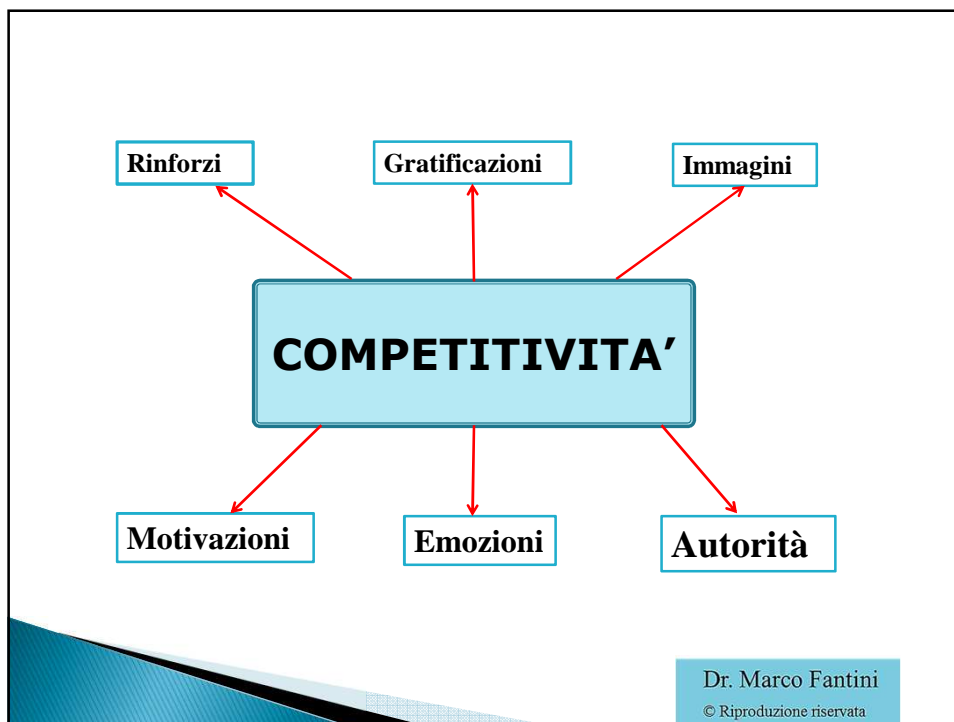 Rinforzi
Gratificazioni
Immagini
COMPETITIVITA’
Motivazioni
Emozioni
Autorità
Dr. Marco Fantini
© Riproduzione riservata